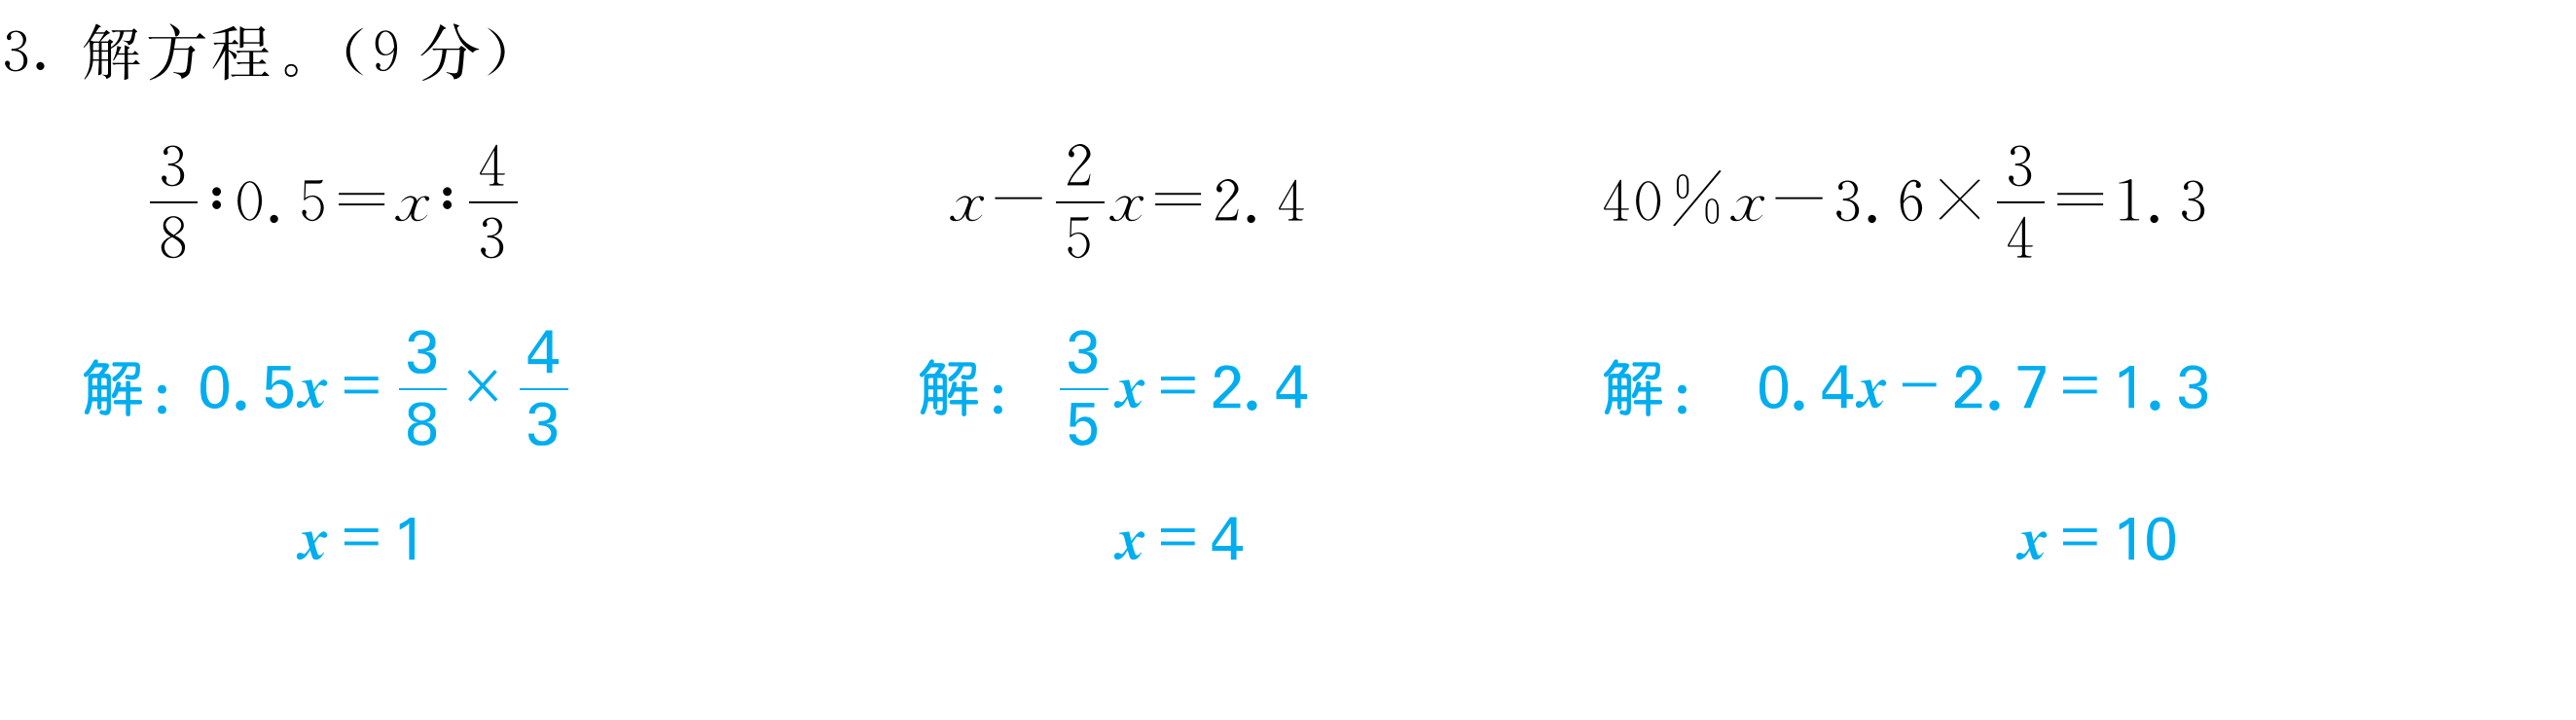 3. 解方程。(9 分)
3/8∶0.5=x∶4/3 x-2/5x=2.4 40%x-3.6×3/4=1.3
解：0.5x=3/8×4/3 解：3/5x=2.4 解：0.4x-2.7=1.3
x=1 x=4 x=10